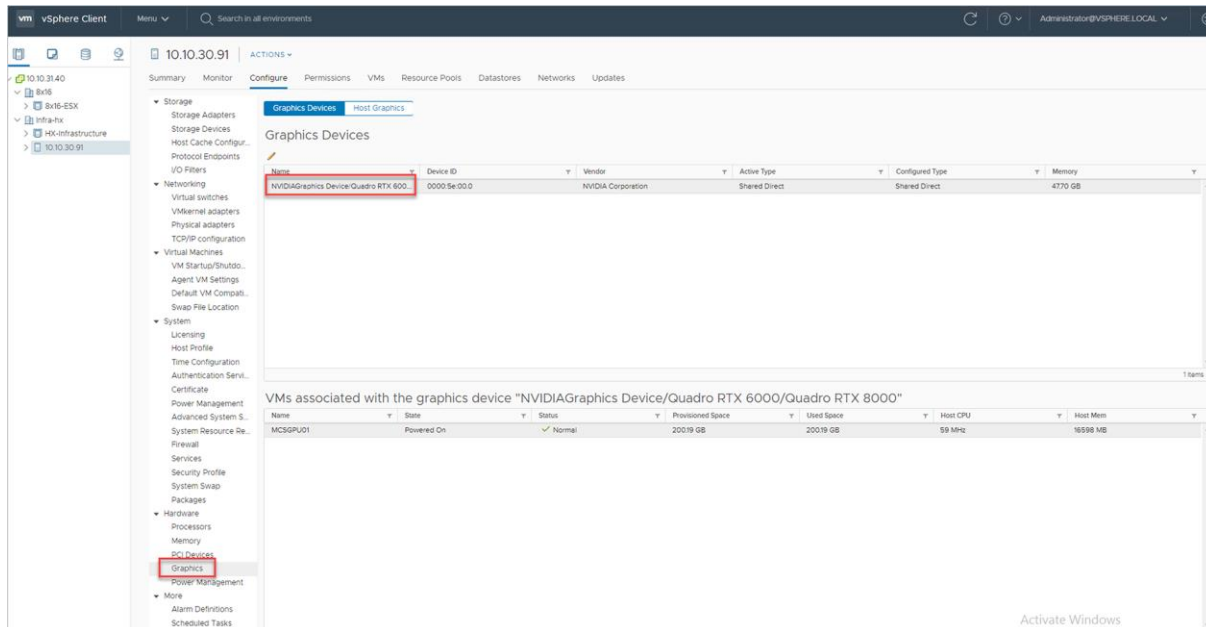 vm vSphere Client Menu Search in all environments Administrator@VSPHERE.LOCAL
10.10.31.40
8x16
8x16-ESX
Infra-hx
HX-Infrastructure
10.10.30.91
10.10.30.91 ACTIONS
Summary Monitor Configure Permissions VMs Resource Pools Datastores Networks Updates
Storage
Storage Adapters
Storage Devices
Host Cache Configur...
Protocol Endpoints
I/O Filters
Networking
Virtual switches
VMkernel adapters
Physical adapters
TCP/IP configuration
Virtual Machines
VM Startup/Shutdo...
Agent VM Settings
Default VM Compati...
Swap File Location
System
Licensing
Host Profile
Time Configuration
Authentication Servi...
Certificate
Power Management
Advanced System S...
System Resource Re...
Firewall
Services
Security Profile
System Swap
Packages
Hardware
Processors
Memory
PCI Devices
Graphics
Power Management
More
Alarm Definitions
Scheduled Tasks
Graphics Devices Host Graphics
Graphics Devices
Name Device ID Vendor Active Type Configured Type Memory
NVIDIAGraphics Device/Quadro RTX 600... 0000:5e:00.0 NVIDIA Corporation Shared Direct Shared Direct 47.70 GB
1 items
VMs associated with the graphics device "NVIDIAGraphics Device/Quadro RTX 6000/Quadro RTX 8000"
Name State Status Provisioned Space Used Space Host CPU Host Mem
MCSGPU01 Powered On Normal 200.19 GB 200.19 GB 59 MHz 16598 MB
Activate Windows